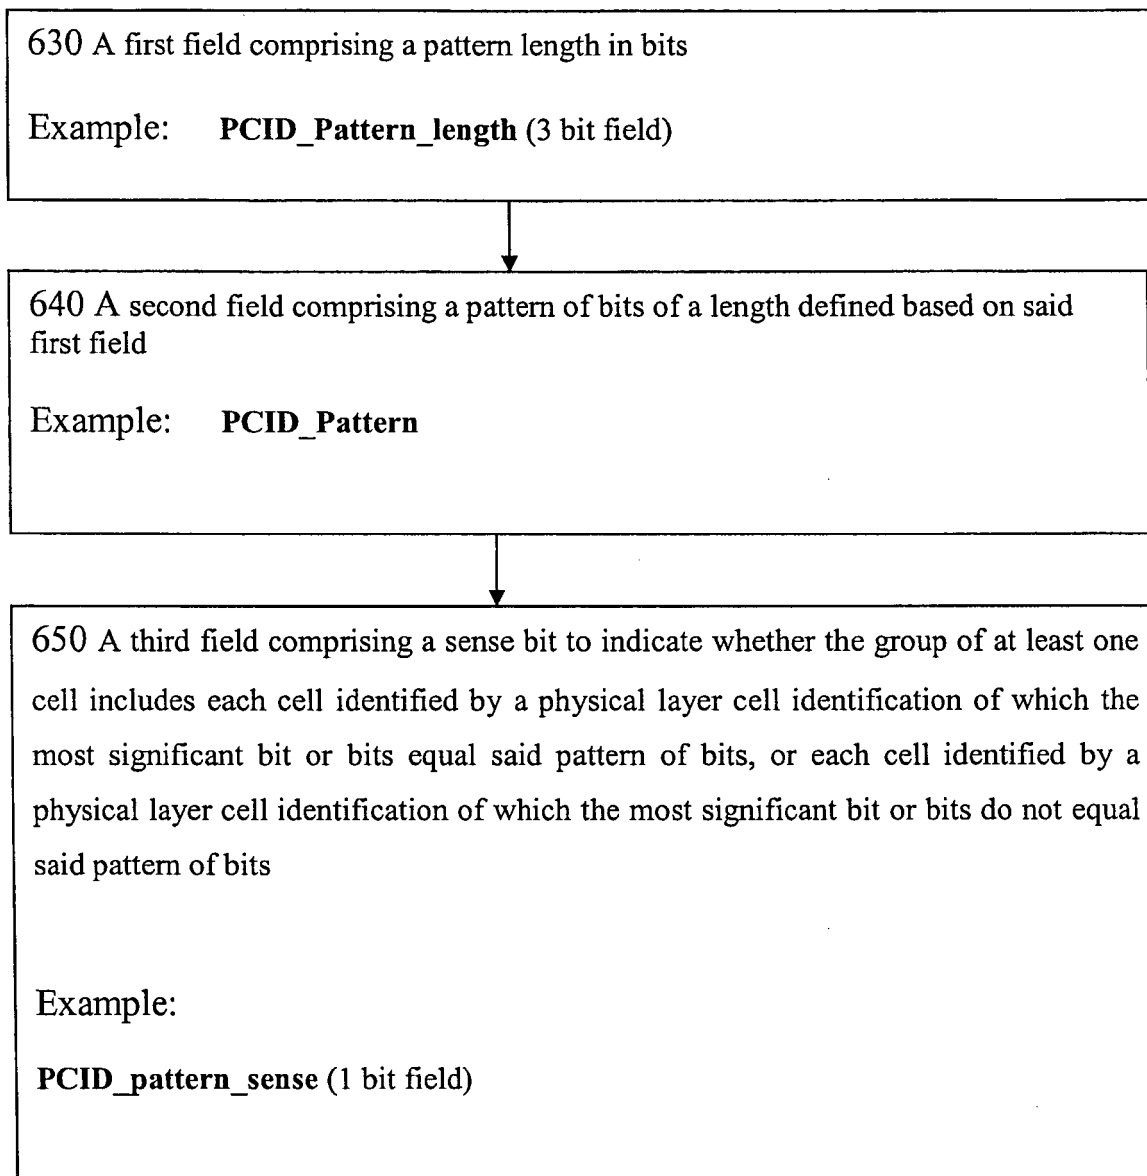 630 A first field comprising a pattern length in bits
Example: PCID_Pattern_length (3 bit field)
640 A second field comprising a pattern of bits of a length defined based on said
first field
Example: PCID_Pattern
650 A third field comprising a sense bit to indicate whether the group of at least one
cell includes each cell identified by a physical layer cell identification of which the
most significant bit or bits equal said pattern of bits, or each cell identified by a
physical layer cell identification of which the most significant bit or bits do not equal
said pattern of bits
Example:
PCID_pattern_sense (1 bit field)